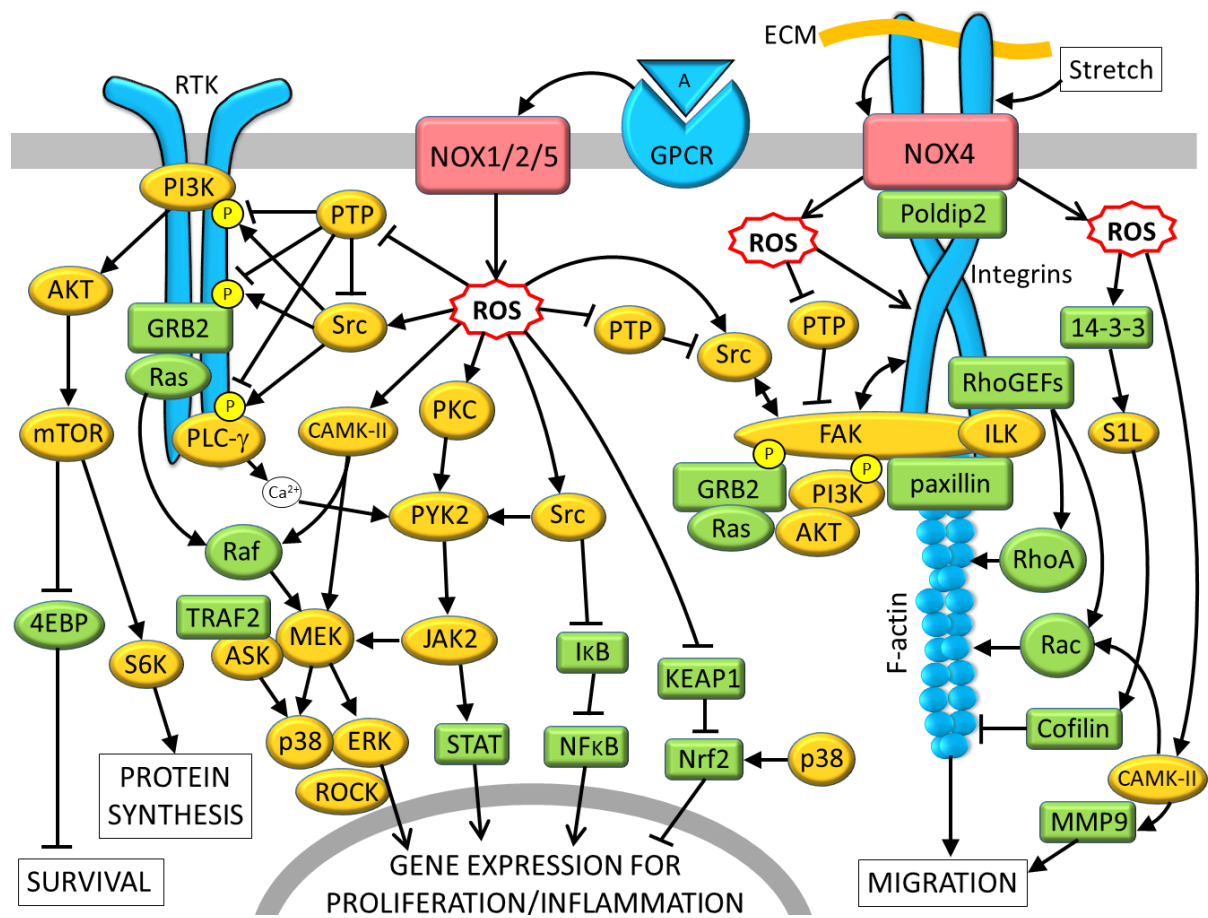 ECM
Stretch
RTK
A
GPCR
NOX1/2/5
NOX4
PI3K
P
PTP
Poldip2
ROS
ROS
Integrins
AKT
P
GRB2
Src
ROS
PTP
PTP
14-3-3
Src
Ras
RhoGEFs
P
PKC
mTOR
PLC-γ
CAMK-II
FAK
ILK
S1L
P
P
GRB2
PI3K
paxillin
Ca2+
PYK2
Src
Ras
AKT
Raf
RhoA
4EBP
TRAF2
MEK
JAK2
IκB
F-actin
Rac
ASK
S6K
KEAP1
p38
ERK
STAT
NFκB
Nrf2
p38
Cofilin
CAMK-II
PROTEIN
SYNTHESIS
ROCK
MMP9
SURVIVAL
GENE EXPRESSION FOR
PROLIFERATION/INFLAMMATION
MIGRATION